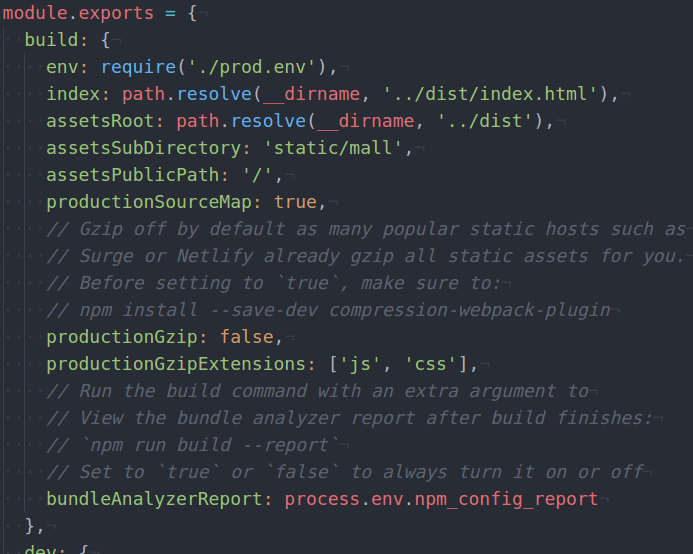 module.exports = {
build: {
env: require('./prod.env'),
index: path.resolve(__dirname, '../dist/index.html'),
assetsRoot: path.resolve(__dirname, '../dist'),
assetsSubDirectory: 'static/mall',
assetsPublicPath: '/',
productionSourceMap: true,
// Gzip off by default as many popular static hosts such as
// Surge or Netlify already gzip all static assets for you.
// Before setting to `true`, make sure to:
// npm install --save-dev compression-webpack-plugin
productionGzip: false,
productionGzipExtensions: ['js', 'css'],
// Run the build command with an extra argument to
// View the bundle analyzer report after build finishes:
// `npm run build --report`
// Set to `true` or `false` to always turn it on or off
bundleAnalyzerReport: process.env.npm_config_report
},
dev: {